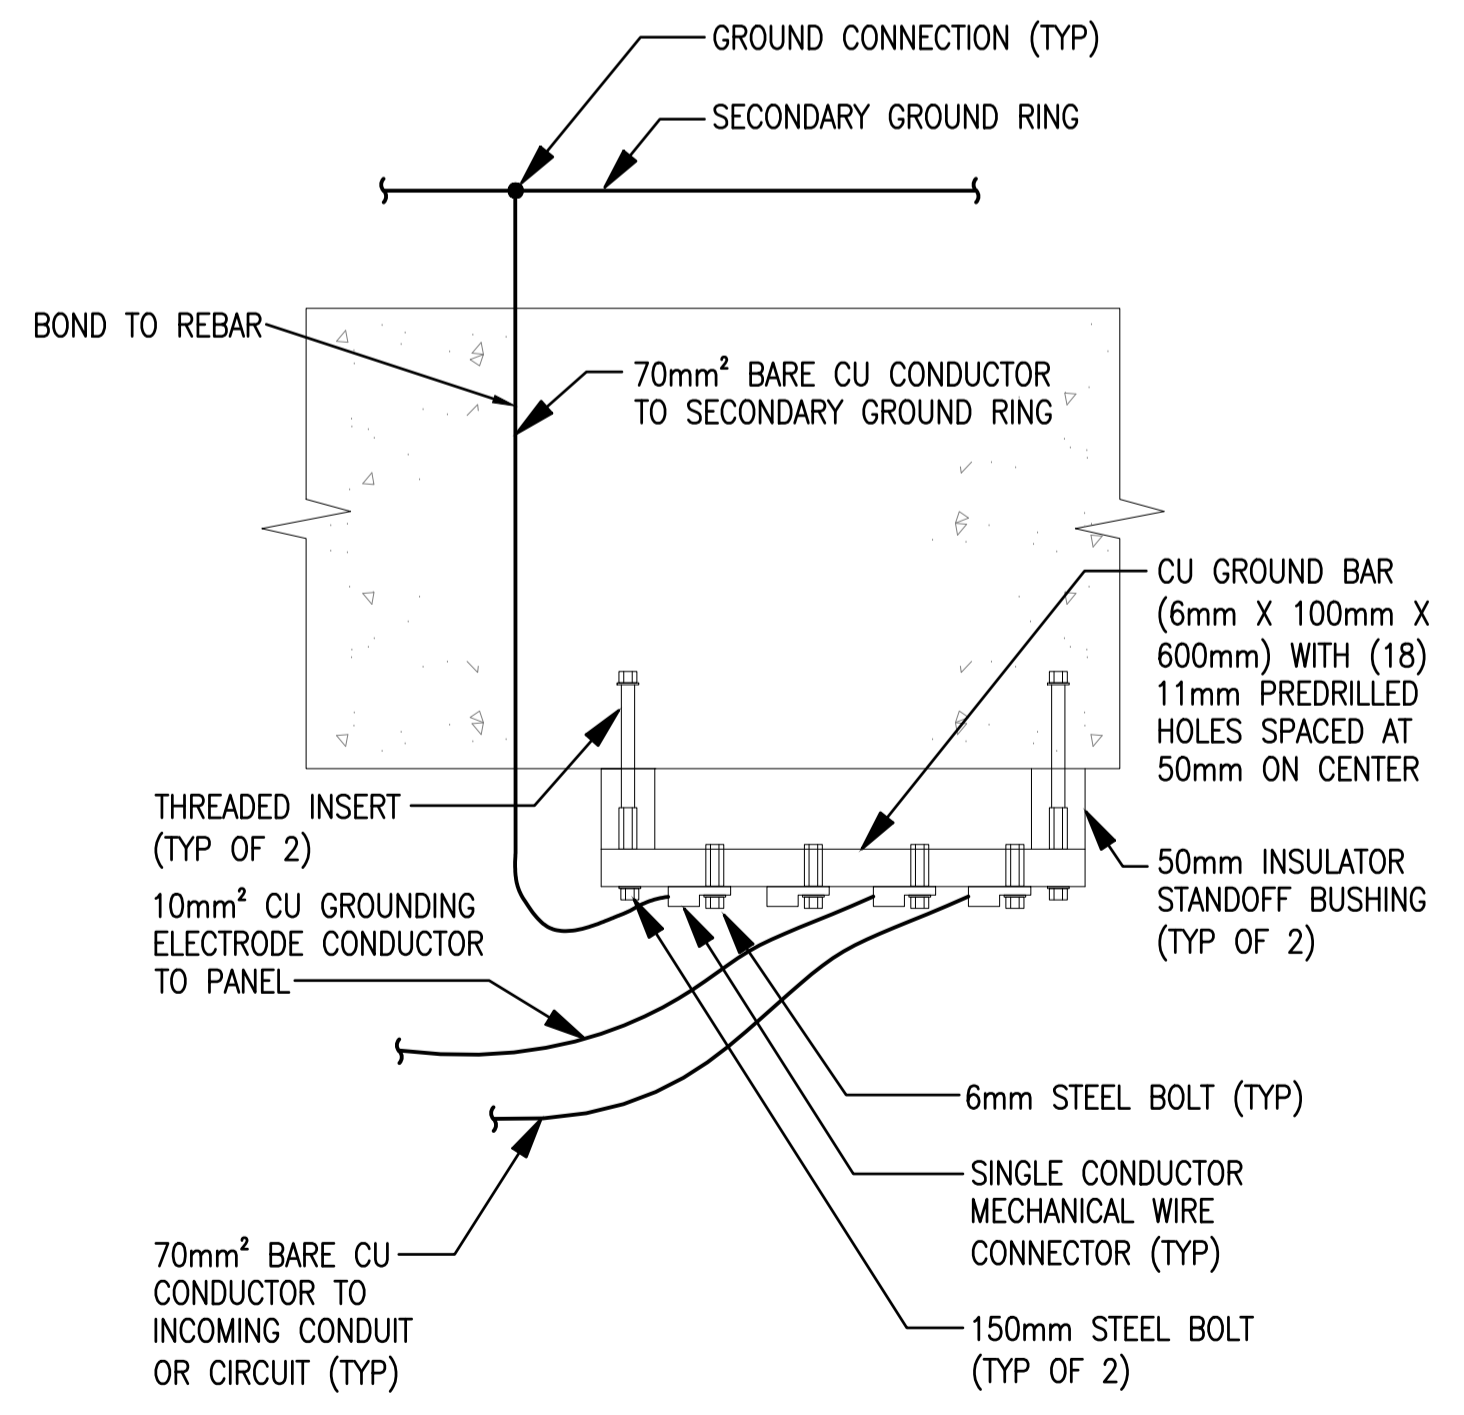 GROUND CONNECTION (TYP)
SECONDARY GROUND RING
BOND TO REBAR
70mm² BARE CU CONDUCTOR
TO SECONDARY GROUND RING
CU GROUND BAR
(6mm X 100mm X
600mm) WITH (18)
11mm PREDRILLED
HOLES SPACED AT
50mm ON CENTER
THREADED INSERT
(TYP OF 2)
50mm INSULATOR
STANDOFF BUSHING
(TYP OF 2)
10mm² CU GROUNDING
ELECTRODE CONDUCTOR
TO PANEL
6mm STEEL BOLT (TYP)
SINGLE CONDUCTOR
MECHANICAL WIRE
CONNECTOR (TYP)
70mm² BARE CU
CONDUCTOR TO
INCOMING CONDUIT
OR CIRCUIT (TYP)
150mm STEEL BOLT
(TYP OF 2)